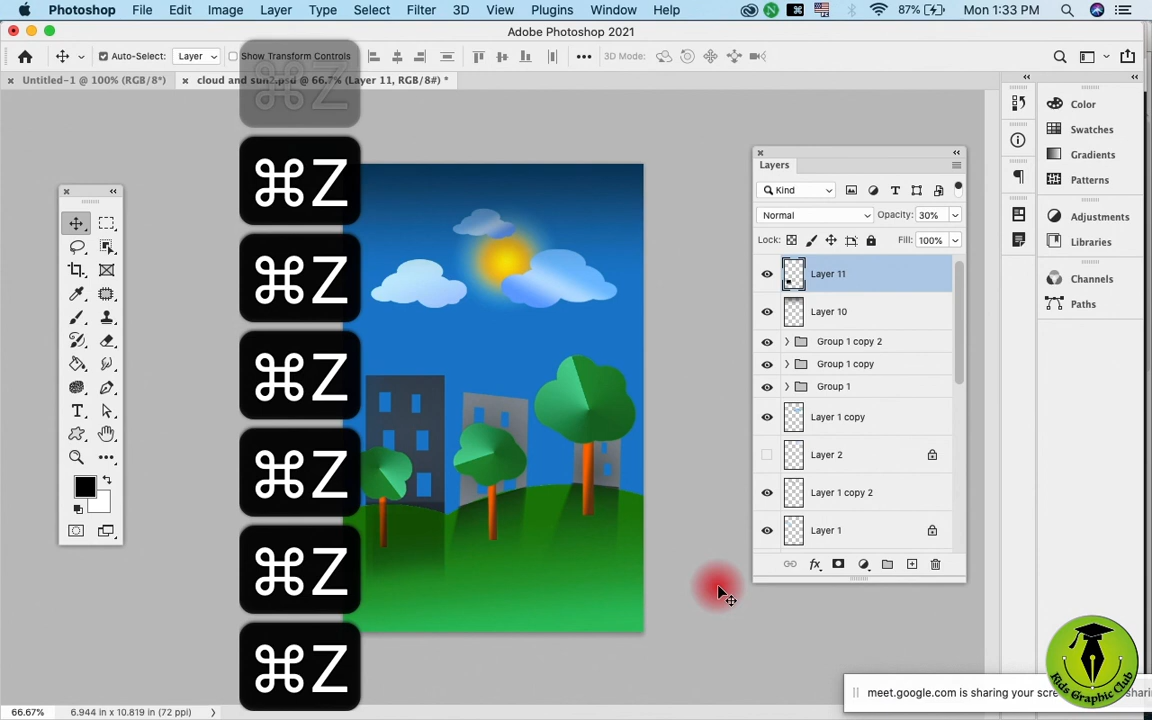 Photoshop File Edit Image Layer Type Select Filter 3D View Plugins Window Help 87% Mon 1:33 PM
Adobe Photoshop 2021
Auto-Select: Layer Show Transform Controls 3D Mode:
Untitled-1 @ 100% (RGB/8*) cloud and sun2.psd @ 66.7% (Layer 11, RGB/8#) *
⌘Z
⌘Z
⌘Z
⌘Z
⌘Z
⌘Z
⌘Z
Layers
Kind
Normal Opacity: 30%
Lock: Fill: 100%
Layer 11
Layer 10
Group 1 copy 2
Group 1 copy
Group 1
Layer 1 copy
Layer 2
Layer 1 copy 2
Layer 1
Color
Swatches
Gradients
Patterns
Adjustments
Libraries
Channels
Paths
Kids Graphic Club
meet.google.com is sharing your
66.67% 6.944 in x 10.819 in (72 ppi)